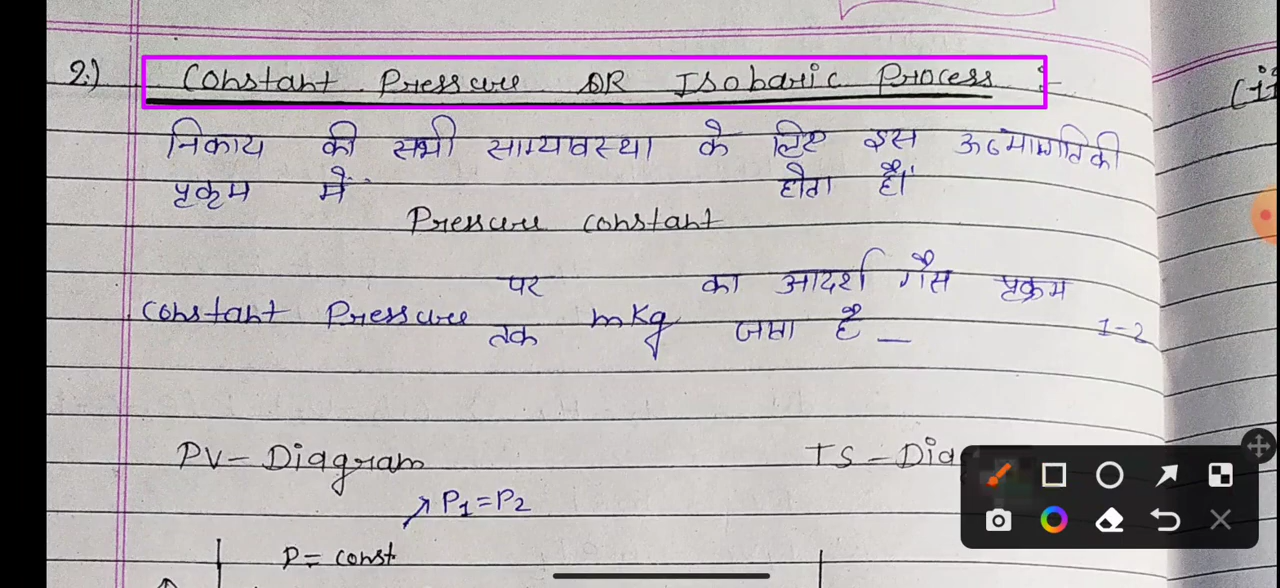 2.) Constant Pressure OR Isobaric Process :-
निकाय की सभी साम्यवस्था के लिए इस ऊष्मागतिकी
प्रक्रम में होता है।
Pressure constant
पर का आदर्श गैस प्रक्रम
Constant Pressure तक mKg जाता है _ 1-2
PV-Diagram TS-Dia
↗ P₁=P₂
P = const
(ii